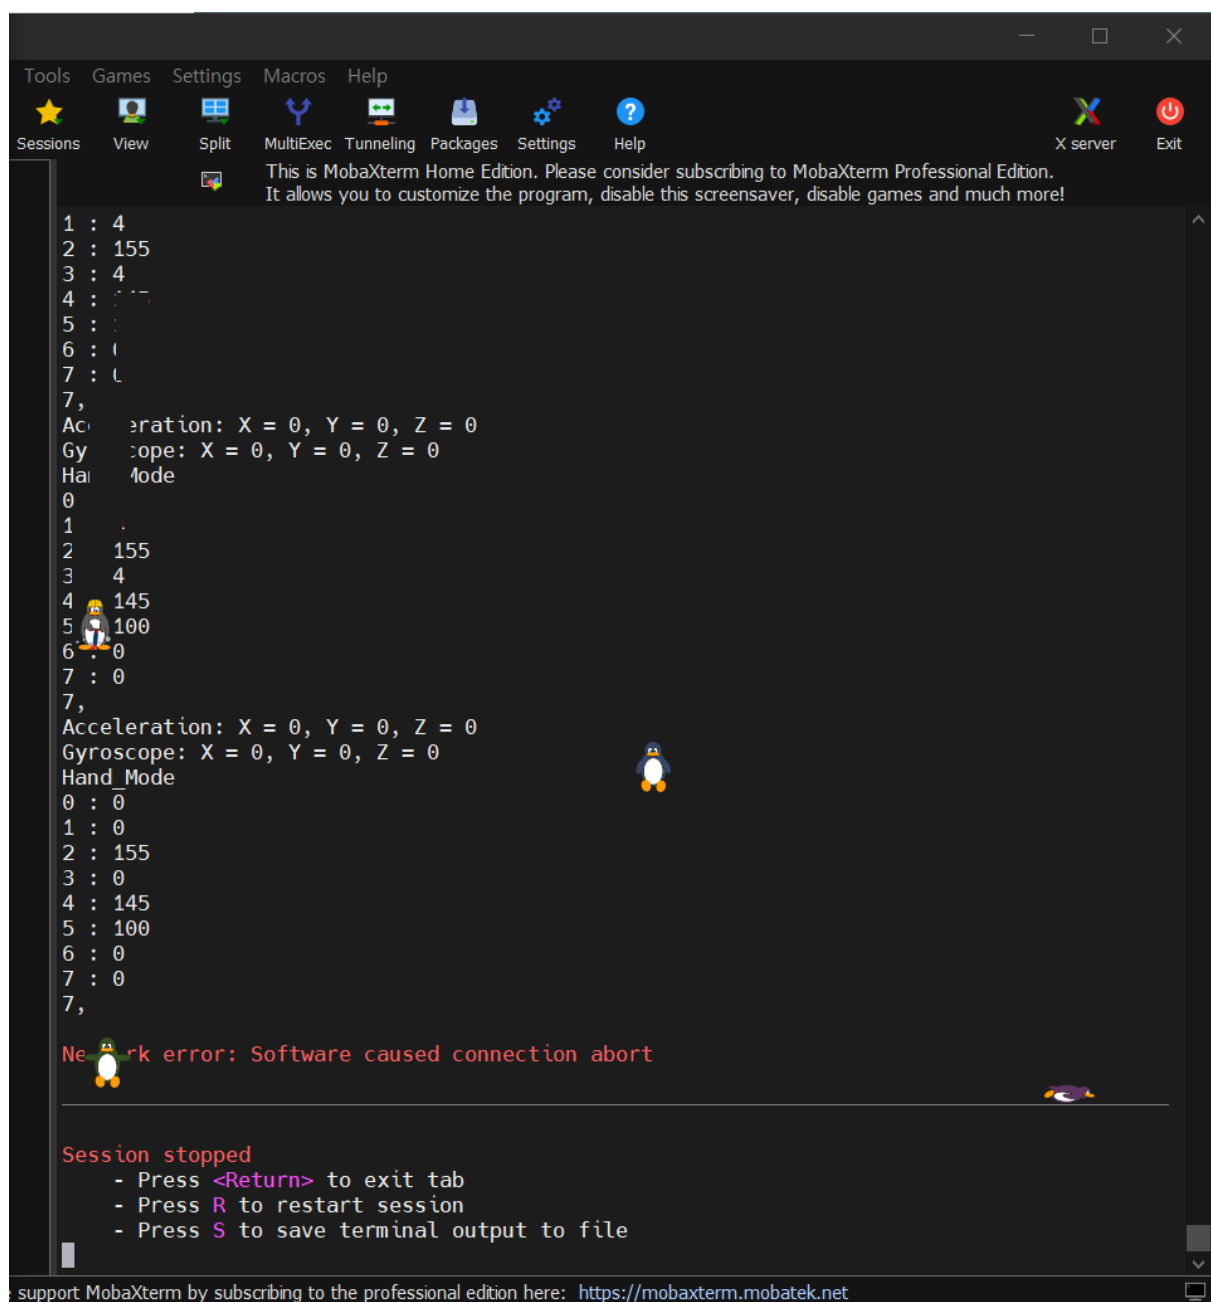 Tools Games Settings Macros Help
Sessions View Split MultiExec Tunneling Packages Settings Help X server Exit
This is MobaXterm Home Edition. Please consider subscribing to MobaXterm Professional Edition.
It allows you to customize the program, disable this screensaver, disable games and much more!
1 : 4
2 : 155
3 : 4
4 :
5 :
6 :
7 :
7,
= 0, Y = 0, Z = 0
Gy X = 0, Y = 0, Z = 0
0
1
2 155
3 4
4 145
5 100
6 : 0
7 : 0
7,
Acceleration: X = 0, Y = 0, Z = 0
Gyroscope: X = 0, Y = 0, Z = 0
Hand_Mode
0 : 0
1 : 0
2 : 155
3 : 0
4 : 145
5 : 100
6 : 0
7 : 0
7,
error: Software caused connection abort
Session stopped
- Press <Return> to exit tab
- Press R to restart session
- Press S to save terminal output to file
support MobaXterm by subscribing to the professional edition here: https://mobaxterm.mobatek.net